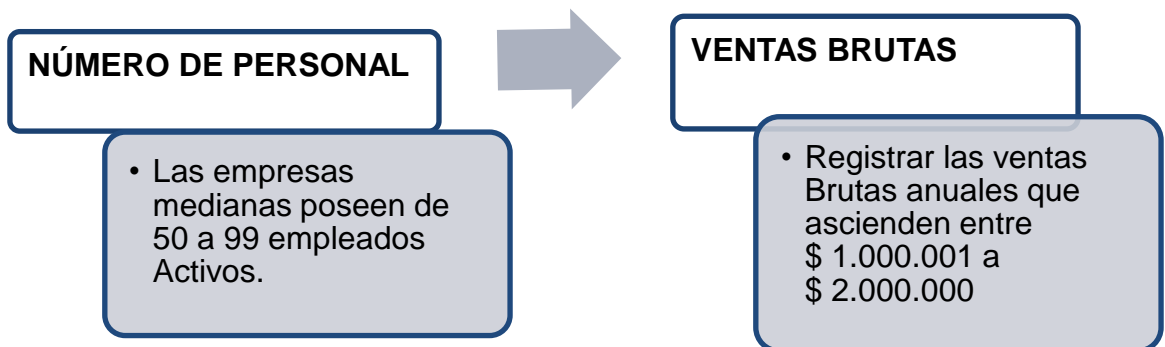 NÚMERO DE PERSONAL
• Las empresas
medianas poseen de
50 a 99 empleados
Activos.
VENTAS BRUTAS
• Registrar las ventas
Brutas anuales que
ascienden entre
$ 1.000.001 a
$ 2.000.000